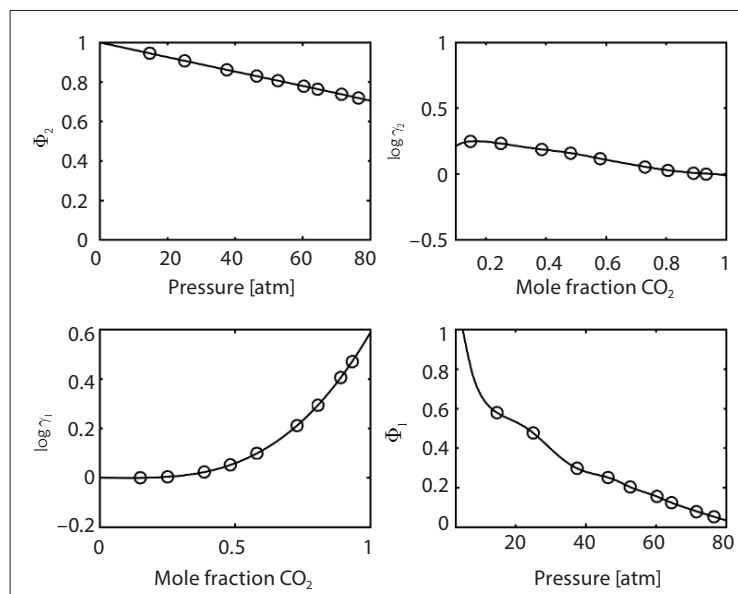 1
0.8
0.6
0.4
0.2
0
0 20 40 60 80
Φ₂
Pressure [atm]
1
0.5
0
−0.5
0.2 0.4 0.6 0.8 1
log γ₂
Mole fraction CO₂
0.6
0.4
0.2
0
−0.2
0 0.5 1
log γ₁
Mole fraction CO₂
1
0.8
0.6
0.4
0.2
0
20 40 60 80
Φ₁
Pressure [atm]